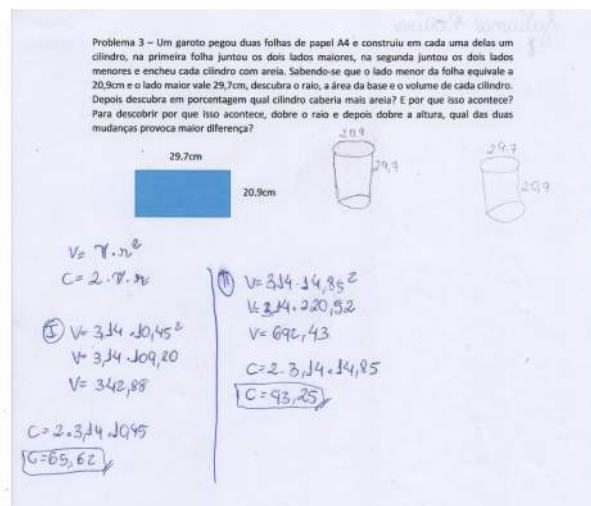 Problema 3 – Um garoto pegou duas folhas de papel A4 e construiu em cada uma delas um
cilindro, na primeira folha juntou os dois lados maiores, na segunda juntou os dois lados
menores e encheu cada cilindro com areia. Sabendo-se que o lado menor da folha equivale a
20,9cm e o lado maior vale 29,7cm, descubra o raio, a área da base e o volume de cada cilindro.
Depois descubra em porcentagem qual cilindro caberia mais areia? E por que isso acontece?
Para descobrir por que isso acontece, dobre o raio e depois dobre a altura, qual das duas
mudanças provoca maior diferença?
29.7cm
20.9cm
20.9
29,7
29.7
20,9
V= π.r²
C= 2.π.r
I V= 3,14.10,45²
V= 3,14.109,20
V= 342,88
C= 2.3,14.10,45
C=65,62
II V= 3,14.14,85²
V= 3,14.220,52
V= 692,43
C=2.3,14.14,85
C=93,25